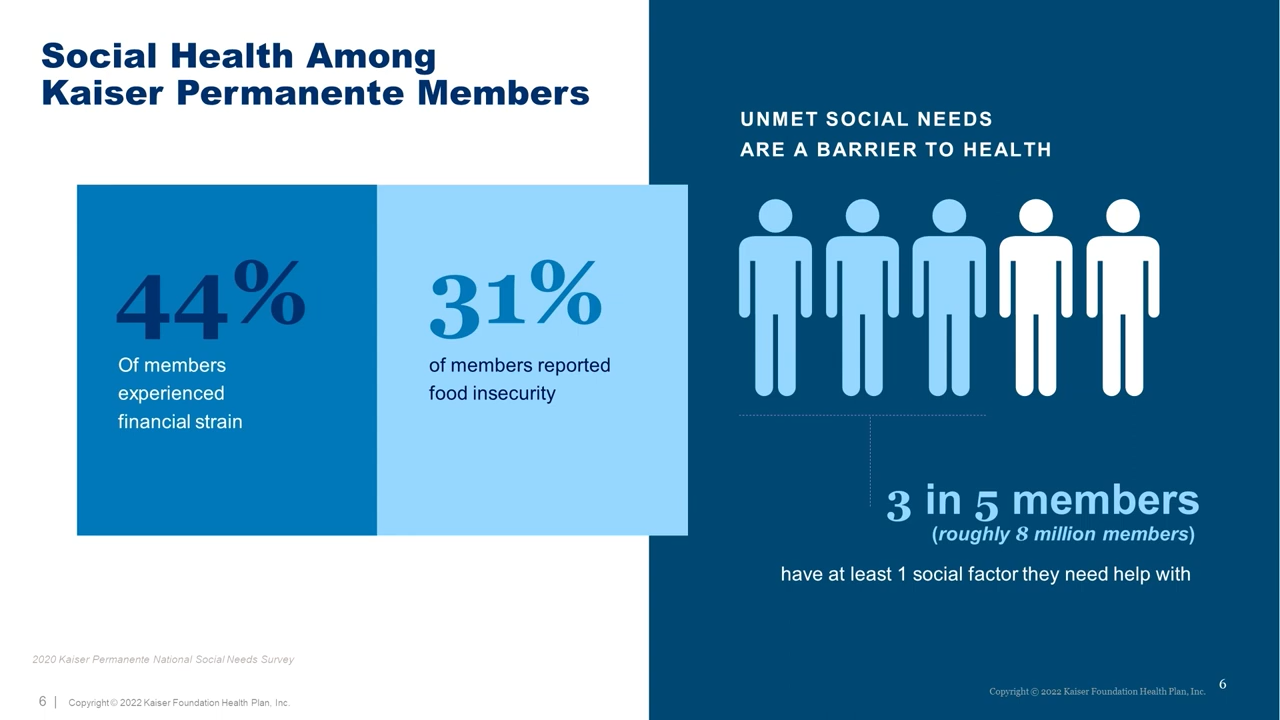 Social Health Among
Kaiser Permanente Members
UNMET SOCIAL NEEDS
ARE A BARRIER TO HEALTH
44%
Of members
experienced
financial strain
31%
of members reported
food insecurity
3 in 5 members
(roughly 8 million members)
have at least 1 social factor they need help with
2020 Kaiser Permanente National Social Needs Survey
6 | Copyright © 2022 Kaiser Foundation Health Plan, Inc.
Copyright © 2022 Kaiser Foundation Health Plan, Inc. 6